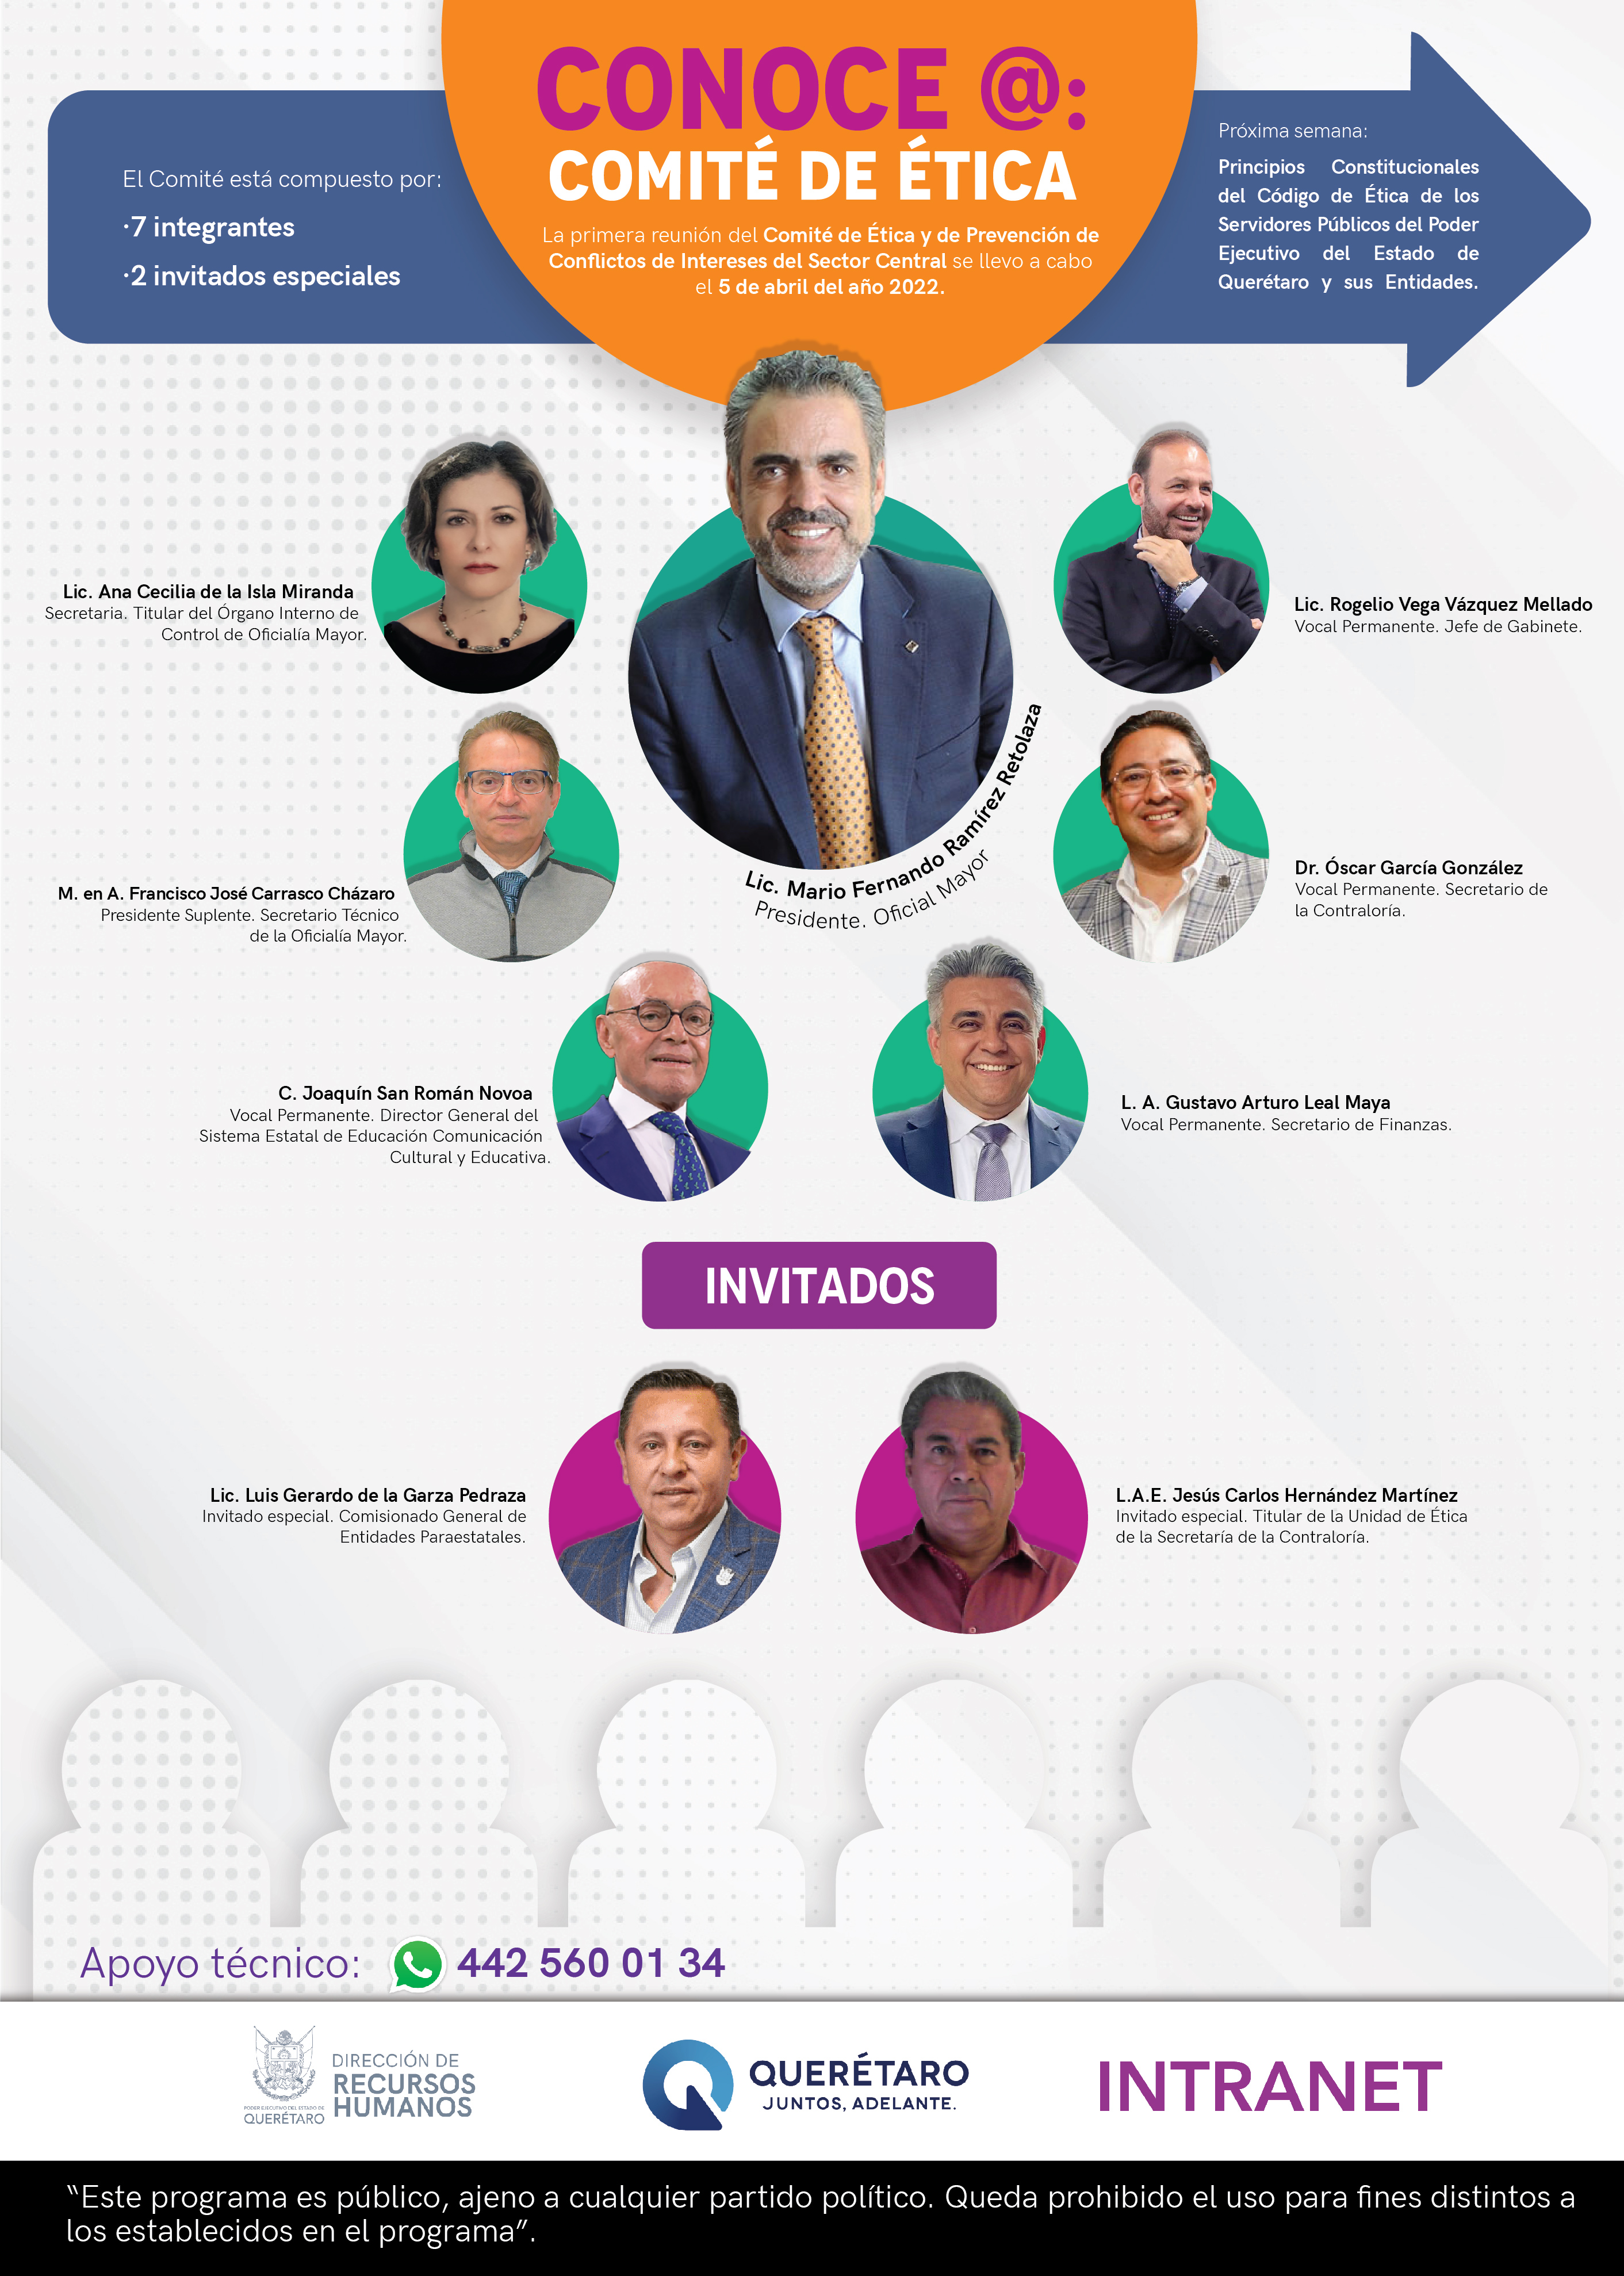 CONOCE @:
COMITÉ DE ÉTICA
La primera reunión del Comité de Ética y de Prevención de
Conflictos de Intereses del Sector Central se llevo a cabo
el 5 de abril del año 2022.
El Comité está compuesto por:
·7 integrantes
·2 invitados especiales
Próxima semana:
Principios Constitucionales
del Código de Ética de los
Servidores Públicos del Poder
Ejecutivo del Estado de
Querétaro y sus Entidades.
Lic. Ana Cecilia de la Isla Miranda
Secretaria. Titular del Órgano Interno de
Control de Oficialía Mayor.
Lic. Rogelio Vega Vázquez Mellado
Vocal Permanente. Jefe de Gabinete.
Lic. Mario Fernando Ramírez Retolaza
Presidente. Oficial Mayor
M. en A. Francisco José Carrasco Cházaro
Presidente Suplente. Secretario Técnico
de la Oficialía Mayor.
Dr. Óscar García González
Vocal Permanente. Secretario de
la Contraloría.
C. Joaquín San Román Novoa
Vocal Permanente. Director General del
Sistema Estatal de Educación Comunicación
Cultural y Educativa.
L. A. Gustavo Arturo Leal Maya
Vocal Permanente. Secretario de Finanzas.
INVITADOS
Lic. Luis Gerardo de la Garza Pedraza
Invitado especial. Comisionado General de
Entidades Paraestatales.
L.A.E. Jesús Carlos Hernández Martínez
Invitado especial. Titular de la Unidad de Ética
de la Secretaría de la Contraloría.
Apoyo técnico: 442 560 01 34
PODER EJECUTIVO DEL ESTADO DE
QUERÉTARO
DIRECCIÓN DE
RECURSOS
HUMANOS
QUERÉTARO
JUNTOS, ADELANTE.
INTRANET
“Este programa es público, ajeno a cualquier partido político. Queda prohibido el uso para fines distintos a
los establecidos en el programa”.